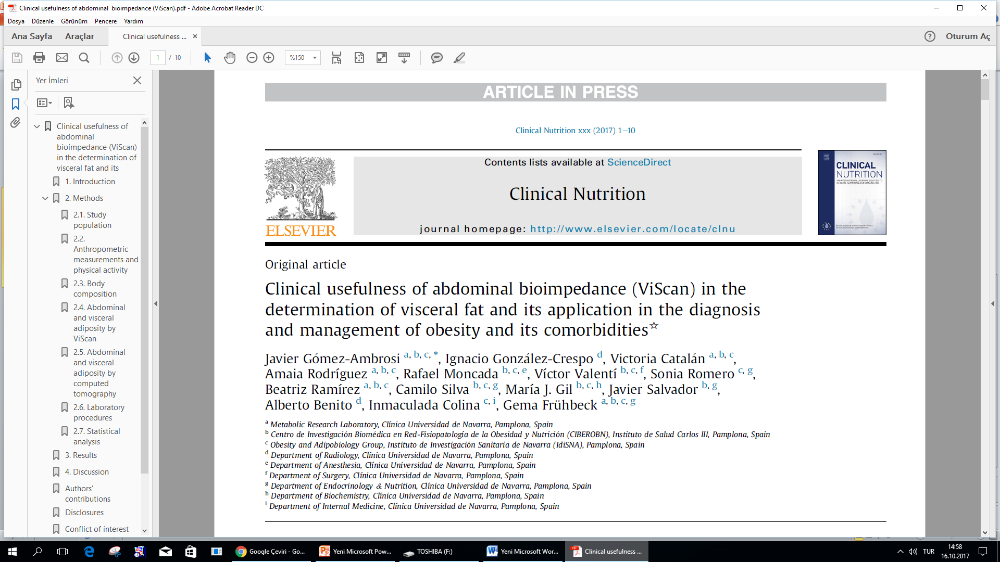 Clinical usefulness of abdominal  bioimpedance (ViScan).pdf - Adobe Acrobat Reader DC
Dosya Düzenle Görünüm Pencere Yardım
Ana Sayfa Araçlar Clinical usefulness ... Oturum Aç
1 / 10 %150
Yer İmleri
Clinical usefulness of
abdominal
bioimpedance (ViScan)
in the determination of
visceral fat and its
1. Introduction
2. Methods
2.1. Study
population
2.2.
Anthropometric
measurements and
physical activity
2.3. Body
composition
2.4. Abdominal
and visceral
adiposity by
ViScan
2.5. Abdominal
and visceral
adiposity by
computed
tomography
2.6. Laboratory
procedures
2.7. Statistical
analysis
3. Results
4. Discussion
Authors'
contributions
Disclosures
Conflict of interest
ARTICLE IN PRESS
Clinical Nutrition xxx (2017) 1–10
Contents lists available at ScienceDirect
Clinical Nutrition
journal homepage: http://www.elsevier.com/locate/clnu
NON SOLUS
ELSEVIER
CLINICAL
NUTRITION
AN INTERNATIONAL JOURNAL DEVOTED TO
CLINICAL NUTRITION AND METABOLISM
Original article
Clinical usefulness of abdominal bioimpedance (ViScan) in the
determination of visceral fat and its application in the diagnosis
and management of obesity and its comorbidities☆
Javier Gómez-Ambrosi a, b, c, *, Ignacio González-Crespo d, Victoria Catalán a, b, c,
Amaia Rodríguez a, b, c, Rafael Moncada b, c, e, Víctor Valentí b, c, f, Sonia Romero c, g,
Beatriz Ramírez a, b, c, Camilo Silva b, c, g, María J. Gil b, c, h, Javier Salvador b, g,
Alberto Benito d, Inmaculada Colina c, i, Gema Frühbeck a, b, c, g
a Metabolic Research Laboratory, Clínica Universidad de Navarra, Pamplona, Spain
b Centro de Investigación Biomédica en Red-Fisiopatología de la Obesidad y Nutrición (CIBEROBN), Instituto de Salud Carlos III, Pamplona, Spain
c Obesity and Adipobiology Group, Instituto de Investigación Sanitaria de Navarra (IdiSNA), Pamplona, Spain
d Department of Radiology, Clínica Universidad de Navarra, Pamplona, Spain
e Department of Anesthesia, Clínica Universidad de Navarra, Pamplona, Spain
f Department of Surgery, Clínica Universidad de Navarra, Pamplona, Spain
g Department of Endocrinology & Nutrition, Clínica Universidad de Navarra, Pamplona, Spain
h Department of Biochemistry, Clínica Universidad de Navarra, Pamplona, Spain
i Department of Internal Medicine, Clínica Universidad de Navarra, Pamplona, Spain
Google Çeviri - Go... Yeni Microsoft Pow... TOSHIBA (F:) Yeni Microsoft Wor... Clinical usefulness ... TUR 14:58
16.10.2017